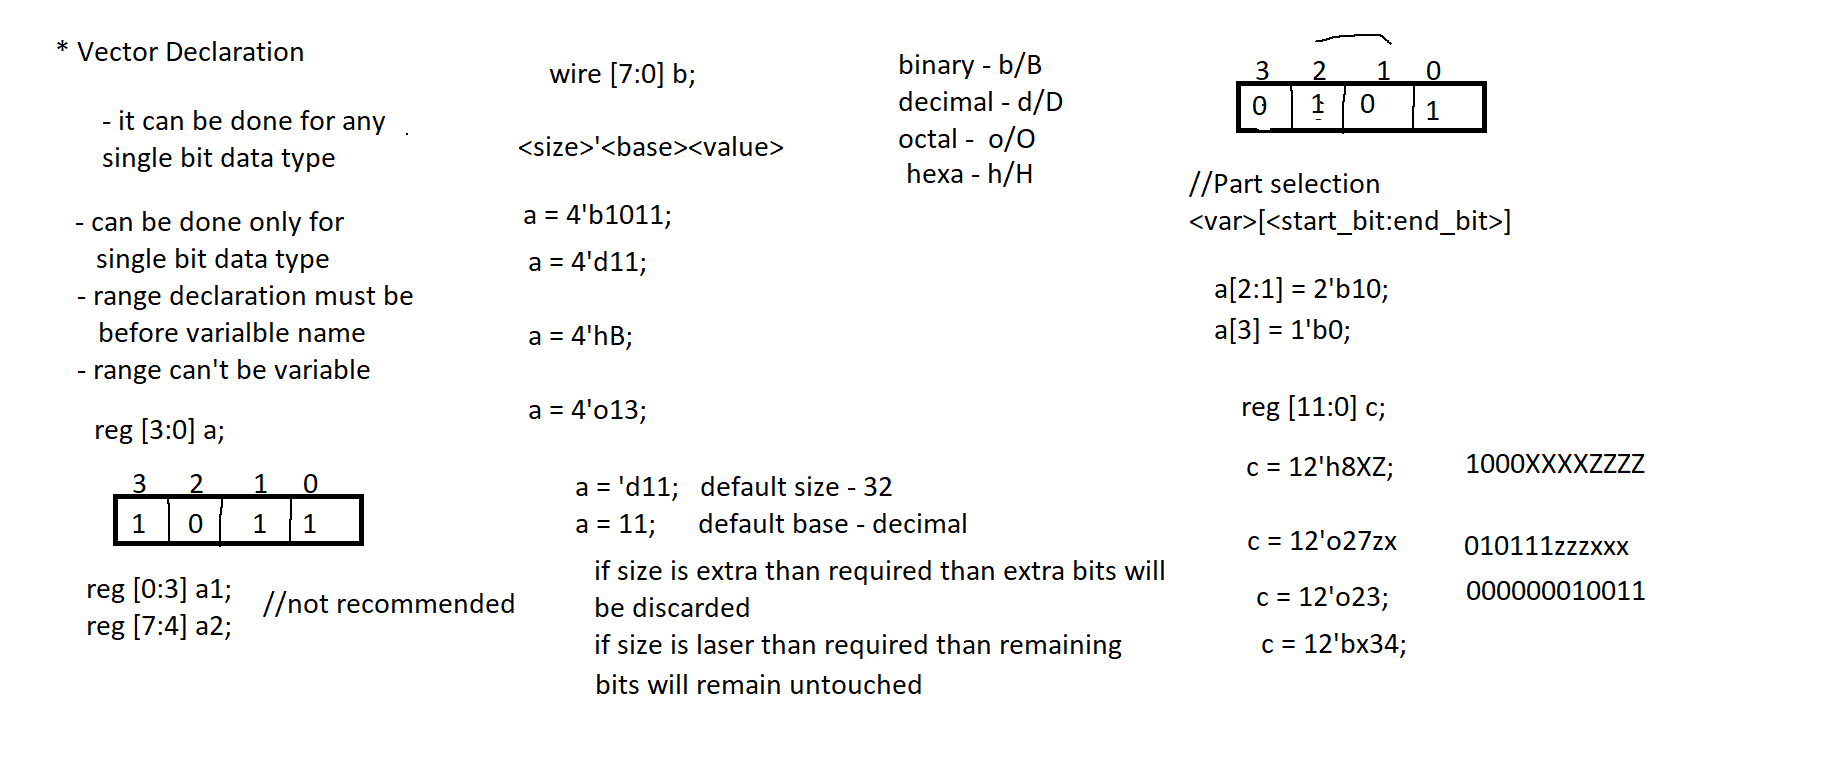 * Vector Declaration
- it can be done for any
single bit data type
- can be done only for
single bit data type
- range declaration must be
before varialble name
- range can't be variable
reg [3:0] a;
3 2 1 0
1 0 1 1
reg [0:3] a1;
reg [7:4] a2;
//not recommended
wire [7:0] b;
<size>'<base><value>
a = 4'b1011;
a = 4'd11;
a = 4'hB;
a = 4'o13;
a = 'd11; default size - 32
a = 11; default base - decimal
if size is extra than required than extra bits will
be discarded
if size is laser than required than remaining
bits will remain untouched
binary - b/B
decimal - d/D
octal - o/O
hexa - h/H
3 2 1 0
0 1 0 1
//Part selection
<var>[<start_bit:end_bit>]
a[2:1] = 2'b10;
a[3] = 1'b0;
reg [11:0] c;
c = 12'h8XZ; 1000XXXXZZZZ
c = 12'o27zx 010111zzzxxx
c = 12'o23; 000000010011
c = 12'bx34;